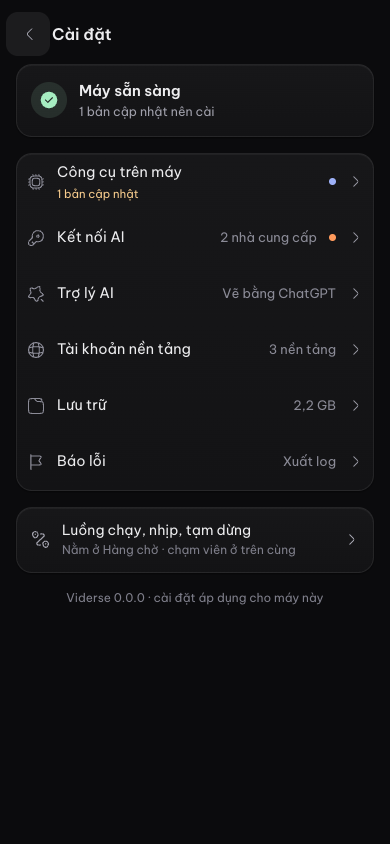 Cài đặt
Máy sẵn sàng
1 bản cập nhật nên cài
Công cụ trên máy
1 bản cập nhật
Kết nối AI
2 nhà cung cấp
Trợ lý AI
Vẽ bằng ChatGPT
Tài khoản nền tảng
3 nền tảng
Lưu trữ
2,2 GB
Báo lỗi
Xuất log
Luồng chạy, nhịp, tạm dừng
Nằm ở Hàng chờ · chạm viên ở trên cùng
Viderse 0.0.0 · cài đặt áp dụng cho máy này